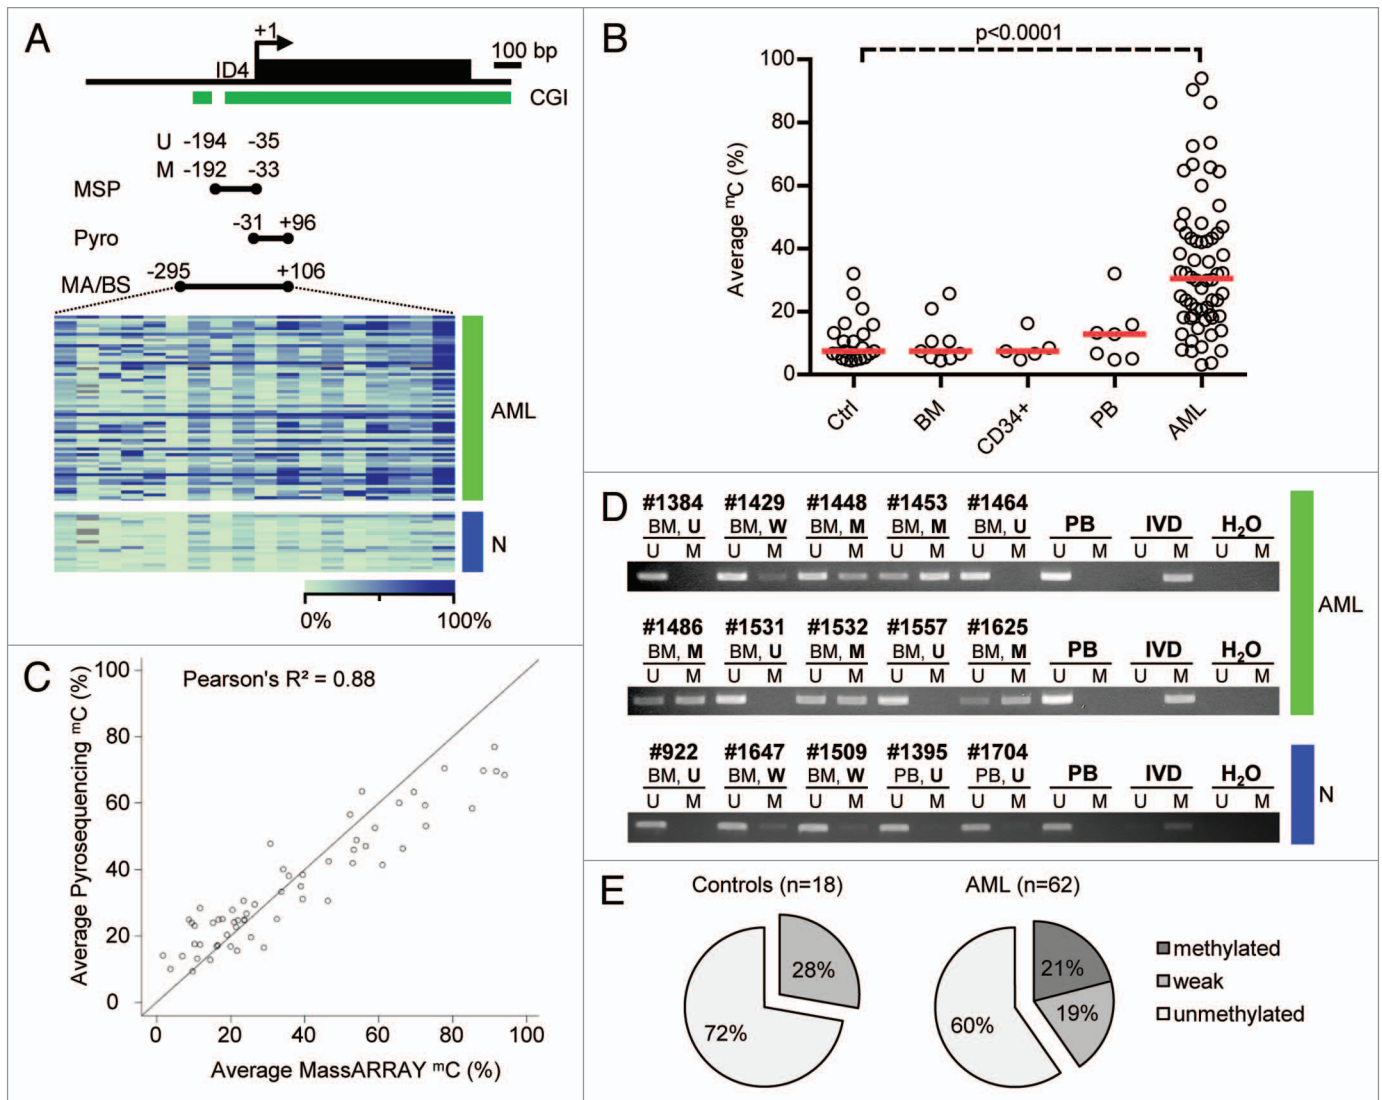 A
+1
100 bp
ID4
CGI
U -194 -35
M -192 -33
MSP
-31 +96
Pyro
-295 +106
MA/BS
AML
N
0% 100%
B
p<0.0001
Average ᵐC (%)
100
80
60
40
20
0
Ctrl BM CD34+ PB AML
C
Pearson's R² = 0.88
Average Pyrosequencing ᵐC (%)
100
80
60
40
20
0
0 20 40 60 80 100
Average MassARRAY ᵐC (%)
D
#1384 #1429 #1448 #1453 #1464
BM, U BM, W BM, M BM, M BM, U PB IVD H₂O
U M U M U M U M U M U M U M U M
AML
#1486 #1531 #1532 #1557 #1625
BM, M BM, U BM, M BM, U BM, M PB IVD H₂O
U M U M U M U M U M U M U M U M
#922 #1647 #1509 #1395 #1704
BM, U BM, W BM, W PB, U PB, U PB IVD H₂O
U M U M U M U M U M U M U M U M
N
E
Controls (n=18)
28%
72%
AML (n=62)
21%
19%
60%
methylated
weak
unmethylated